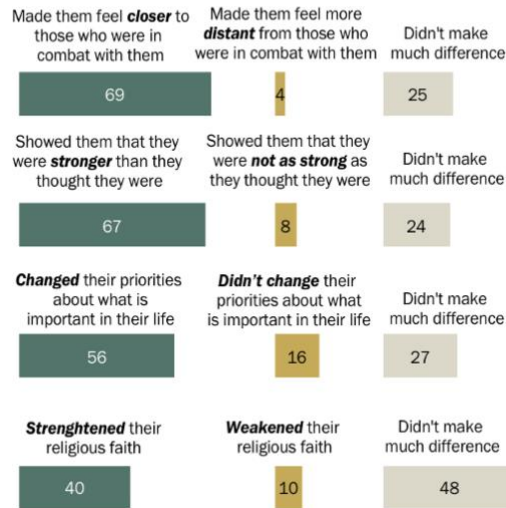 Made them feel closer to
those who were in
combat with them
Made them feel more
distant from those who
were in combat with them
Didn't make
much difference
69
4
25
Showed them that they
were stronger than they
thought they were
Showed them that they
were not as strong as
they thought they were
Didn't make
much difference
67
8
24
Changed their priorities
about what is
important in their life
Didn't change their
priorities about what
is important in their life
Didn't make
much difference
56
16
27
Strenghtened their
religious faith
Weakened their
religious faith
Didn't make
much difference
40
10
48